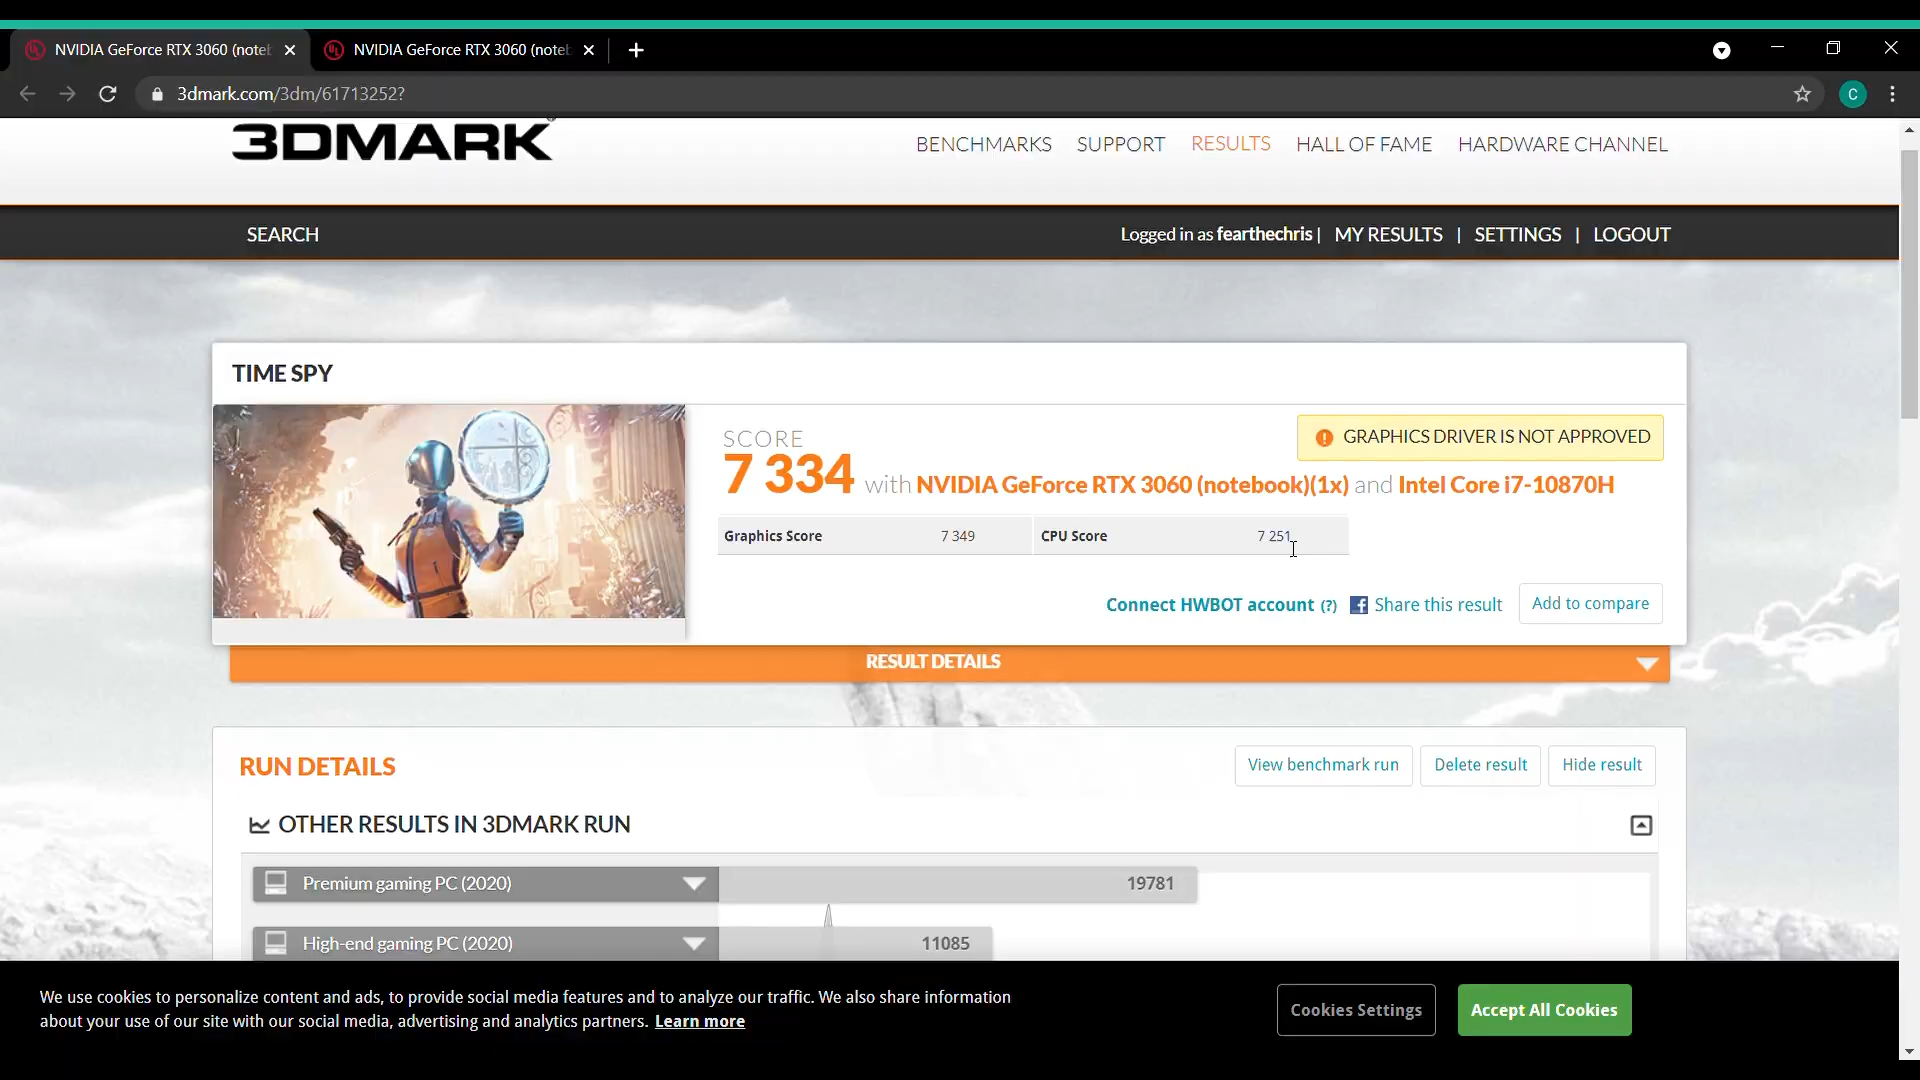 NVIDIA GeForce RTX 3060 (noteb
NVIDIA GeForce RTX 3060 (noteb
3dmark.com/3dm/61713252?
C
3DMARK
BENCHMARKS SUPPORT RESULTS HALL OF FAME HARDWARE CHANNEL
SEARCH
Logged in as fearthechris | MY RESULTS | SETTINGS | LOGOUT
TIME SPY
SCORE
GRAPHICS DRIVER IS NOT APPROVED
7 334 with NVIDIA GeForce RTX 3060 (notebook)(1x) and Intel Core i7-10870H
Graphics Score 7 349 CPU Score 7 251
Connect HWBOT account (?) Share this result Add to compare
RESULT DETAILS
RUN DETAILS
View benchmark run Delete result Hide result
OTHER RESULTS IN 3DMARK RUN
Premium gaming PC (2020) 19781
High-end gaming PC (2020) 11085
We use cookies to personalize content and ads, to provide social media features and to analyze our traffic. We also share information
about your use of our site with our social media, advertising and analytics partners. Learn more
Cookies Settings
Accept All Cookies